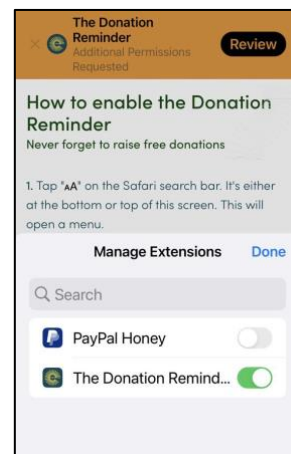 The Donation
Reminder
Additional Permissions
Requested
Review
How to enable the Donation
Reminder
Never forget to raise free donations
1. Tap "AA" on the Safari search bar. It's either
at the bottom or top of this screen. This will
open a menu.
Manage Extensions
Done
Search
PayPal Honey
The Donation Remind...